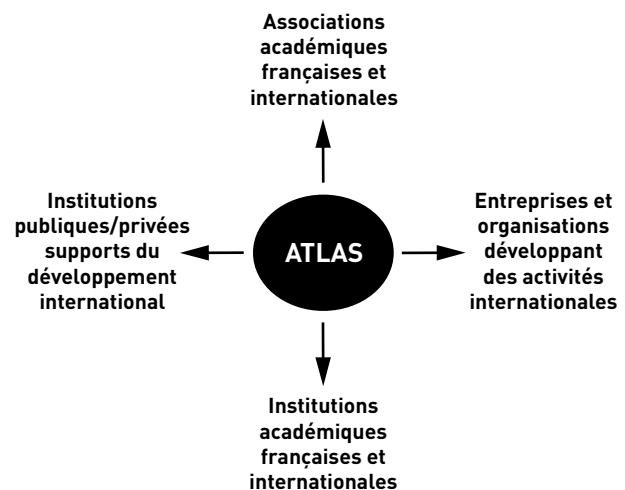 Associations
académiques
françaises et
internationales
Institutions
publiques/privées
supports du
développement
international
ATLAS
Entreprises et
organisations
développant
des activités
internationales
Institutions
académiques
françaises et
internationales